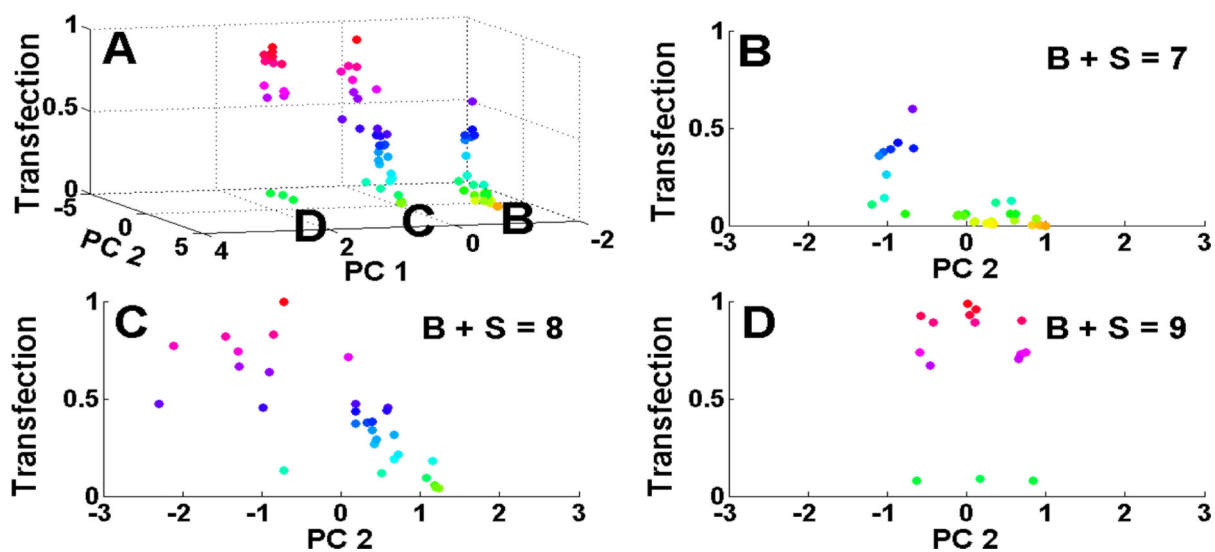 A
Transfection
1
0.5
0
-5
0
5
PC 2
4
2
0
-2
PC 1
D
C
B
B
B + S = 7
Transfection
1
0.5
0
-3
-2
-1
0
1
2
3
PC 2
C
B + S = 8
Transfection
1
0.5
0
-3
-2
-1
0
1
2
3
PC 2
D
B + S = 9
Transfection
1
0.5
0
-3
-2
-1
0
1
2
3
PC 2